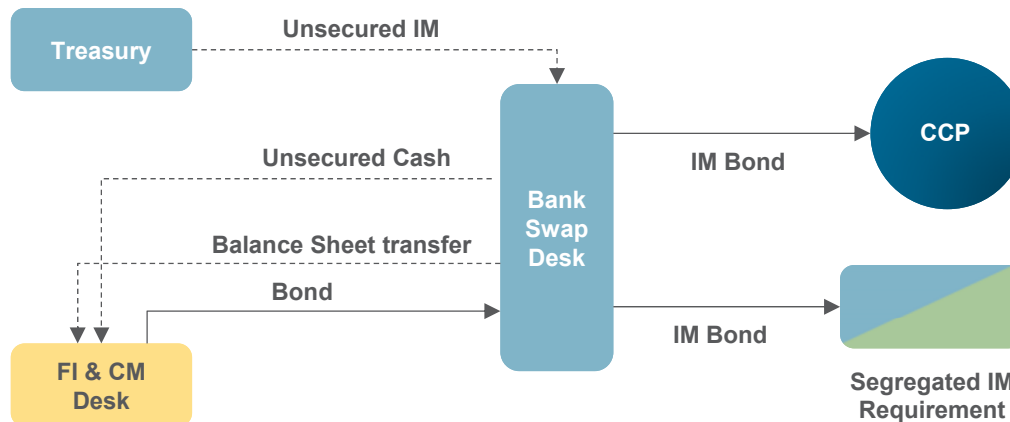 Unsecured IM
Treasury
CCP
Unsecured Cash
IM Bond
Bank
Swap
Desk
Balance Sheet transfer
Bond
IM Bond
FI & CM
Desk
Segregated IM
Requirement